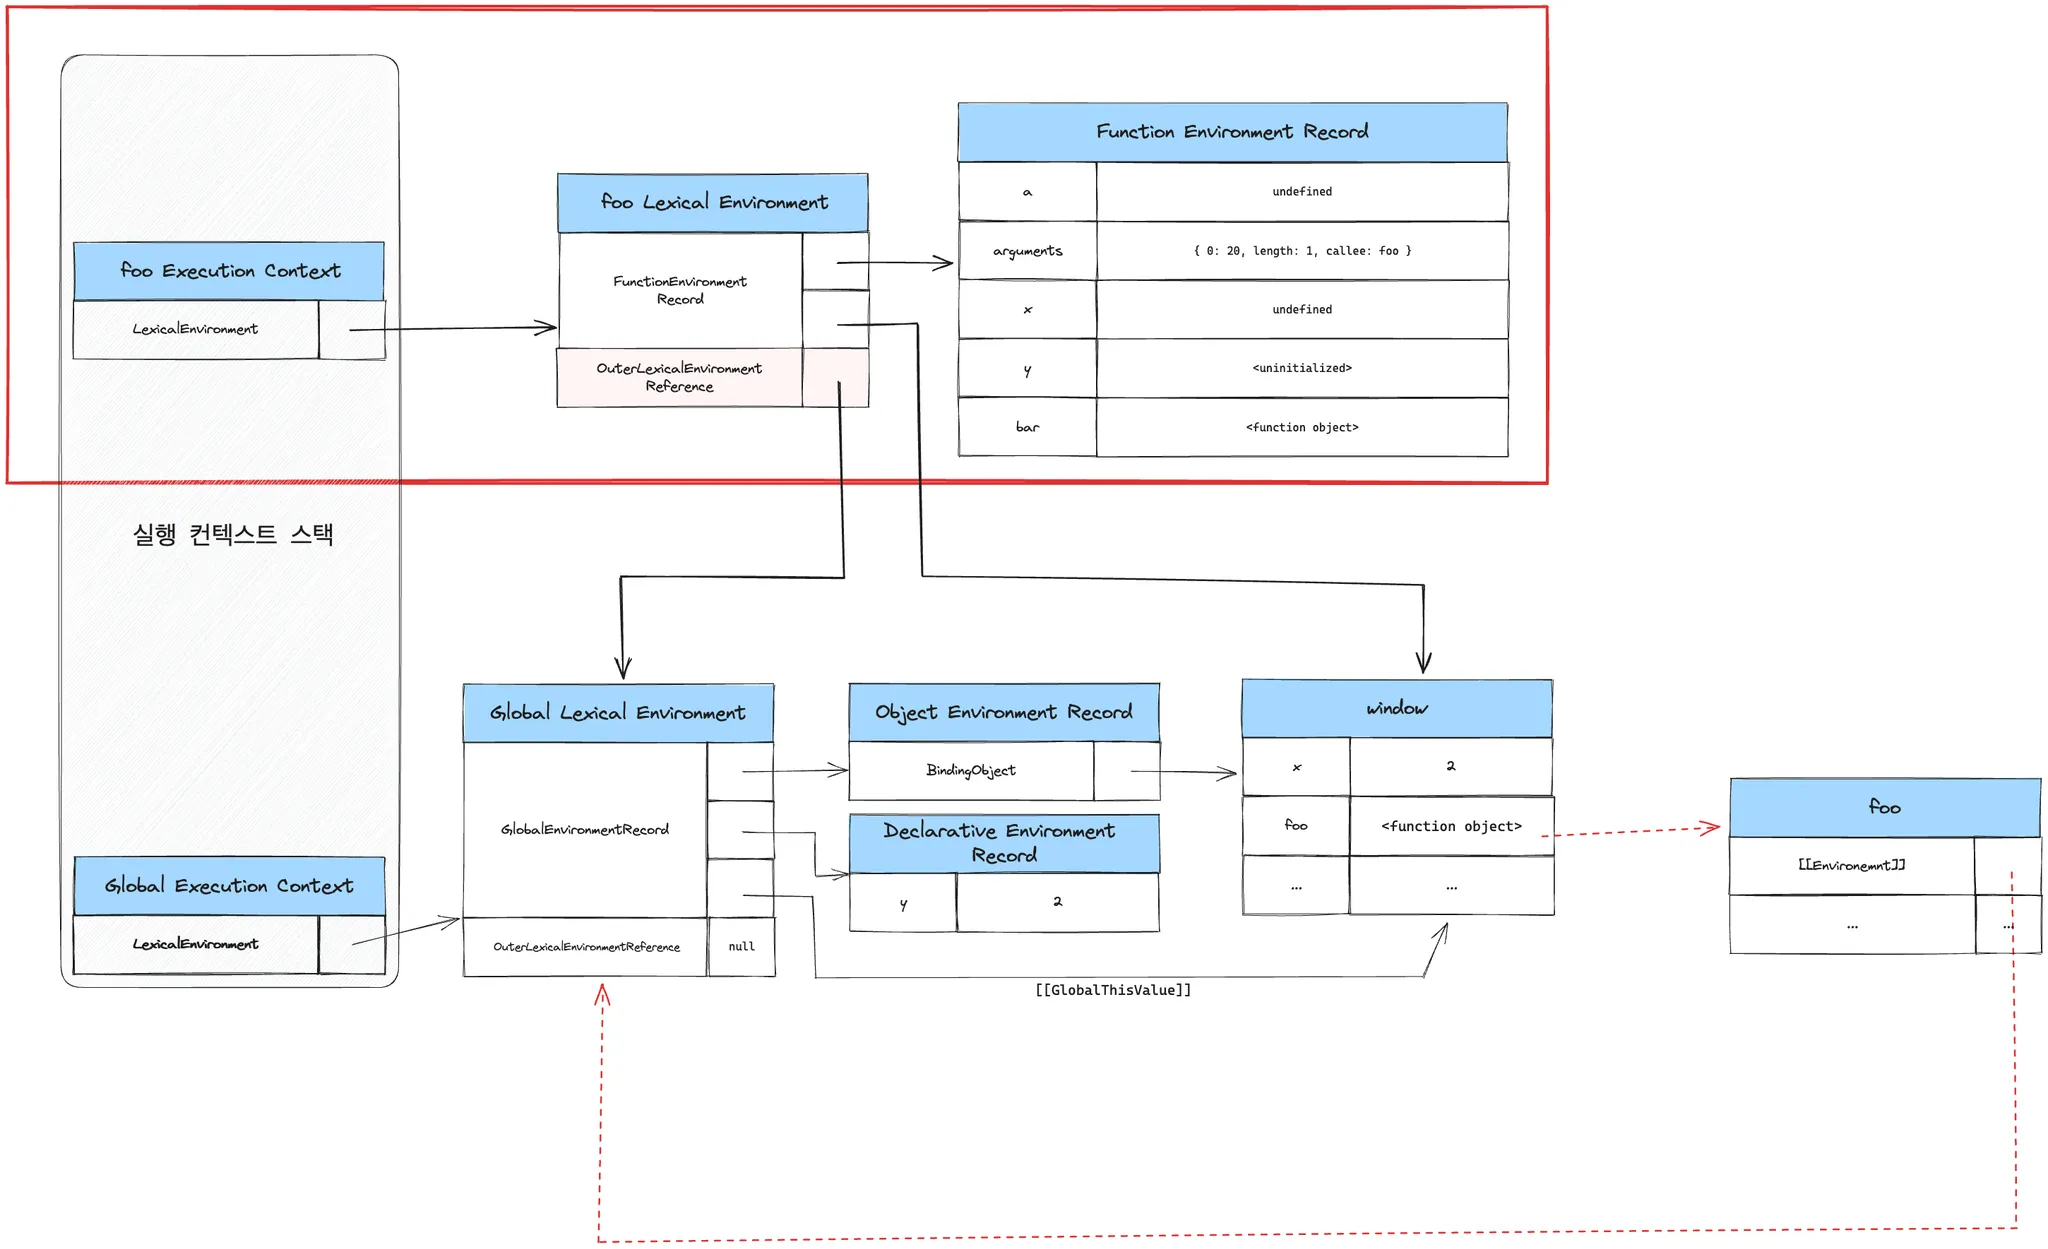 Function Environment Record
a
undefined
arguments
{ 0: 20, length: 1, callee: foo }
x
undefined
y
<uninitialized>
bar
<function object>
foo Lexical Environment
FunctionEnvironment
Record
OuterLexicalEnvironment
Reference
foo Execution Context
LexicalEnvironment
실행 컨텍스트 스택
Global Execution Context
LexicalEnvironment
Global Lexical Environment
GlobalEnvironmentRecord
OuterLexicalEnvironmentReference
null
Object Environment Record
BindingObject
Declarative Environment
Record
y
2
[[GlobalThisValue]]
window
x
2
foo
<function object>
...
...
foo
[[Environemnt]]
...
...